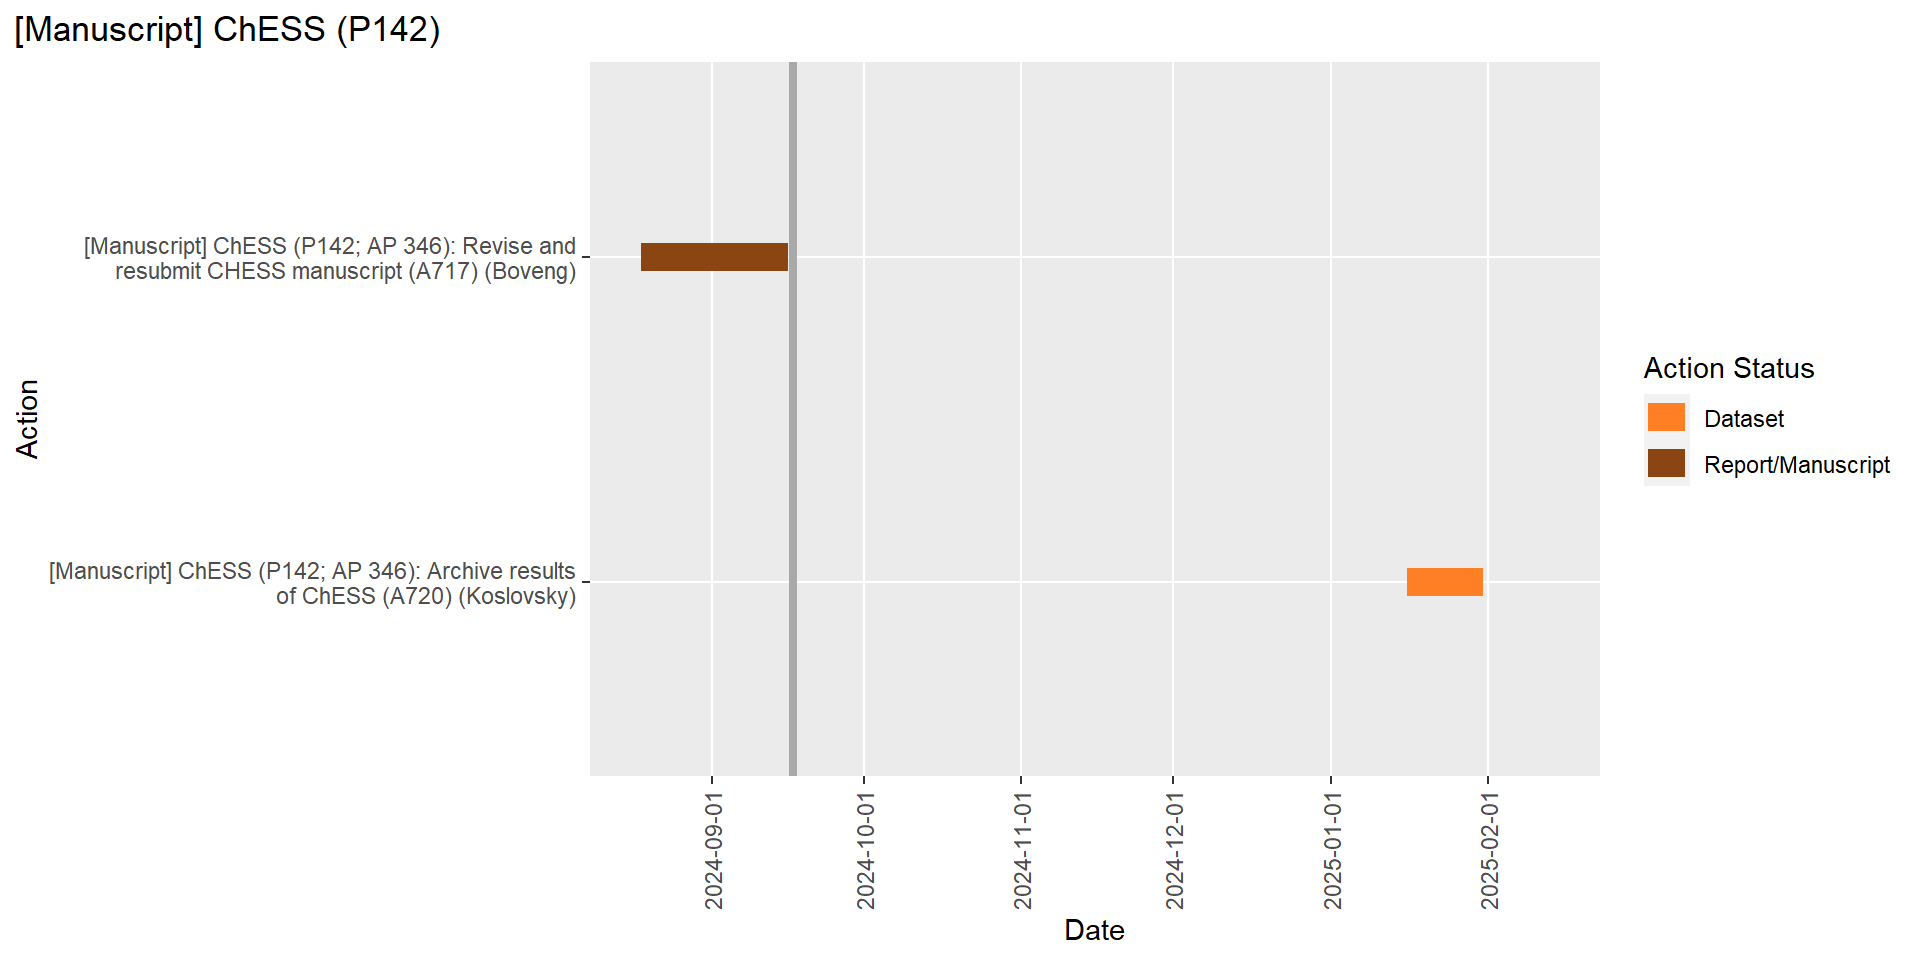 [Manuscript] ChESS (P142)
Action
[Manuscript] ChESS (P142; AP 346): Revise and
resubmit CHESS manuscript (A717) (Boveng)
[Manuscript] ChESS (P142; AP 346): Archive results
of ChESS (A720) (Koslovsky)
2024-09-01
2024-10-01
2024-11-01
2024-12-01
2025-01-01
2025-02-01
Date
Action Status
Dataset
Report/Manuscript